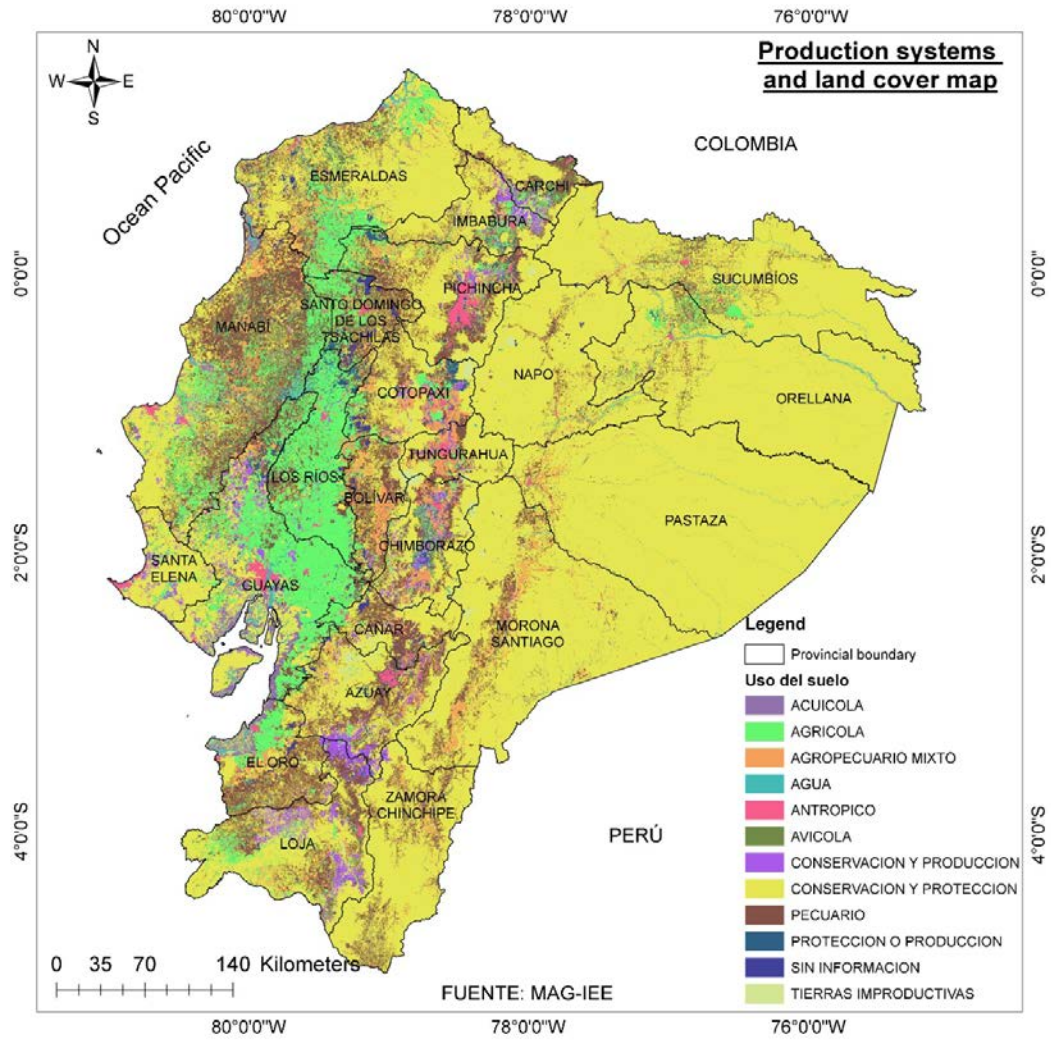 80°0'0"W
78°0'0"W
76°0'0"W
Production systems
and land cover map
N
W
E
S
COLOMBIA
Ocean Pacific
ESMERALDAS
CARCHI
IMBABURA
0°0'0"
0°0'0"
SUCUMBÍOS
PICHINCHA
SANTO DOMINGO
DE LOS
TSACHILAS
MANABÍ
NAPO
COTOPAXI
ORELLANA
TUNGURAHUA
LOS RÍOS
BOLÍVAR
PASTAZA
CHIMBORAZO
2°0'0"S
2°0'0"S
SANTA
ELENA
GUAYAS
CAÑAR
MORONA
SANTIAGO
AZUAY
EL ORO
ZAMORA
CHINCHIPE
LOJA
4°0'0"S
4°0'0"S
PERÚ
Legend
Provincial boundary
Uso del suelo
ACUICOLA
AGRICOLA
AGROPECUARIO MIXTO
AGUA
ANTROPICO
AVICOLA
CONSERVACION Y PRODUCCION
CONSERVACION Y PROTECCION
PECUARIO
PROTECCION O PRODUCCION
SIN INFORMACION
TIERRAS IMPRODUCTIVAS
0 35 70 140 Kilometers
FUENTE: MAG-IEE
80°0'0"W
78°0'0"W
76°0'0"W